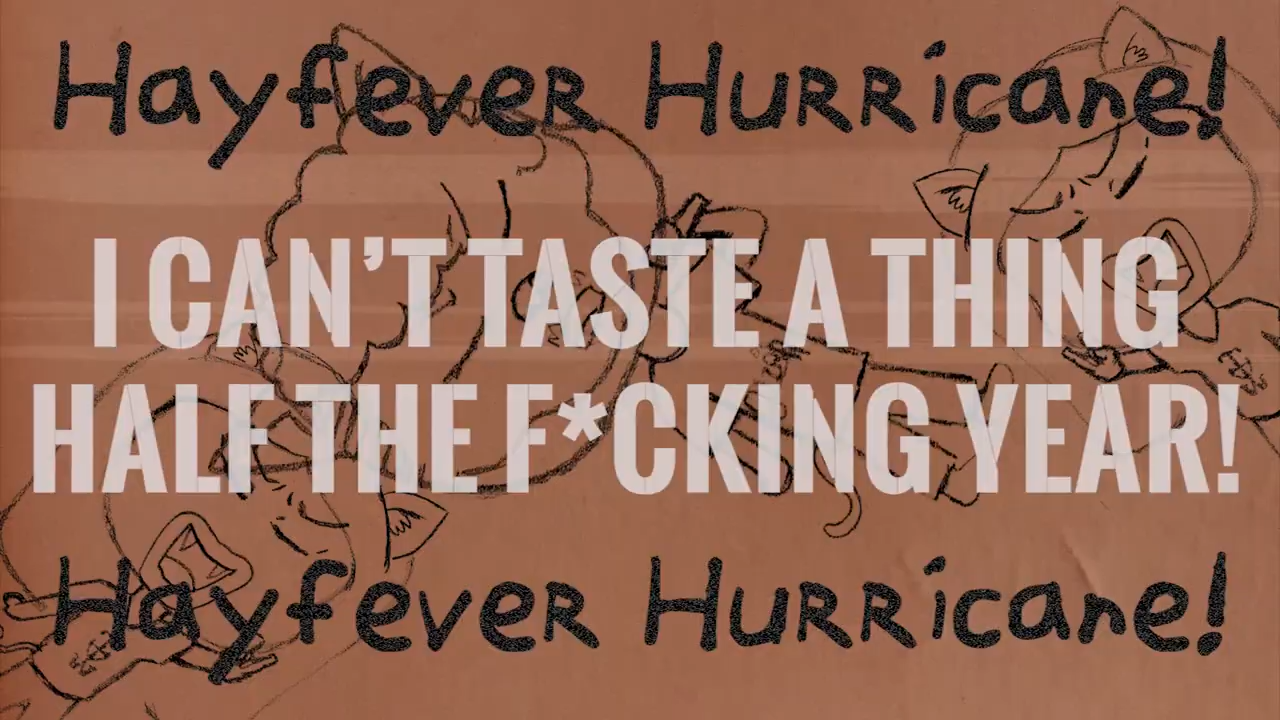 Hayfever Hurricane!
I CAN’T TASTE A THING
HALF THE F*CKING YEAR!
Hayfever Hurricane!